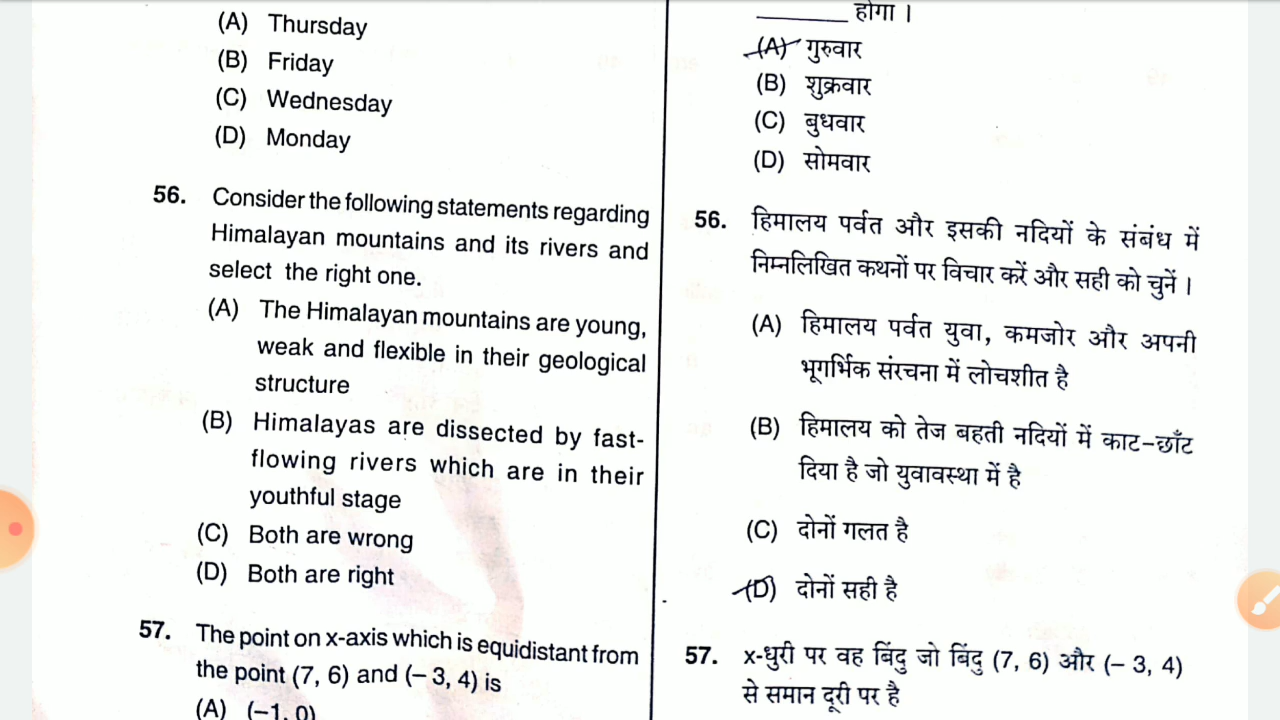 (A) Thursday
(B) Friday
(C) Wednesday
(D) Monday
56. Consider the following statements regarding
Himalayan mountains and its rivers and
select the right one.
(A) The Himalayan mountains are young,
weak and flexible in their geological
structure
(B) Himalayas are dissected by fast-
flowing rivers which are in their
youthful stage
(C) Both are wrong
(D) Both are right
57. The point on x-axis which is equidistant from
the point (7, 6) and (– 3, 4) is
(A) (–1, 0)
______ होगा ।
(A) गुरुवार
(B) शुक्रवार
(C) बुधवार
(D) सोमवार
56. हिमालय पर्वत और इसकी नदियों के संबंध में
निम्नलिखित कथनों पर विचार करें और सही को चुनें ।
(A) हिमालय पर्वत युवा, कमजोर और अपनी
भूगर्भिक संरचना में लोचशीत है
(B) हिमालय को तेज बहती नदियों में काट-छाँट
दिया है जो युवावस्था में है
(C) दोनों गलत है
(D) दोनों सही है
57. x-धुरी पर वह बिंदु जो बिंदु (7, 6) और (– 3, 4)
से समान दूरी पर है